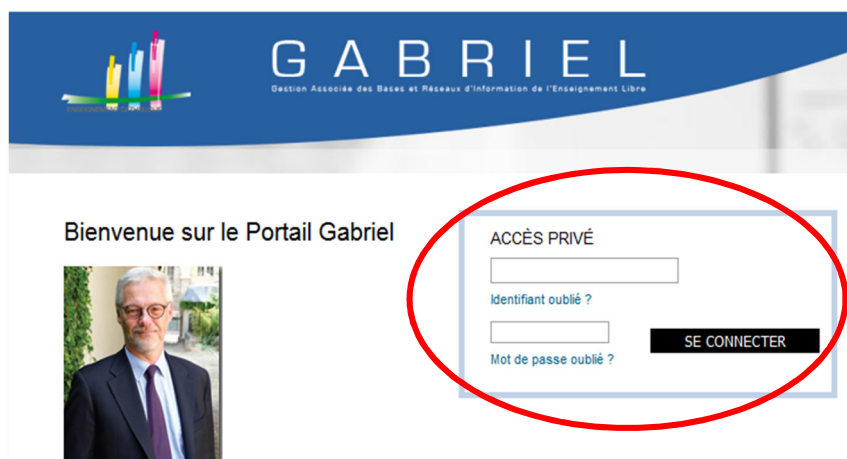 GABRIEL
Gestion Associée des Bases et Réseaux d'Information de l'Enseignement Libre
Bienvenue sur le Portail Gabriel
ACCÈS PRIVÉ
Identifiant oublié ?
SE CONNECTER
Mot de passe oublié ?